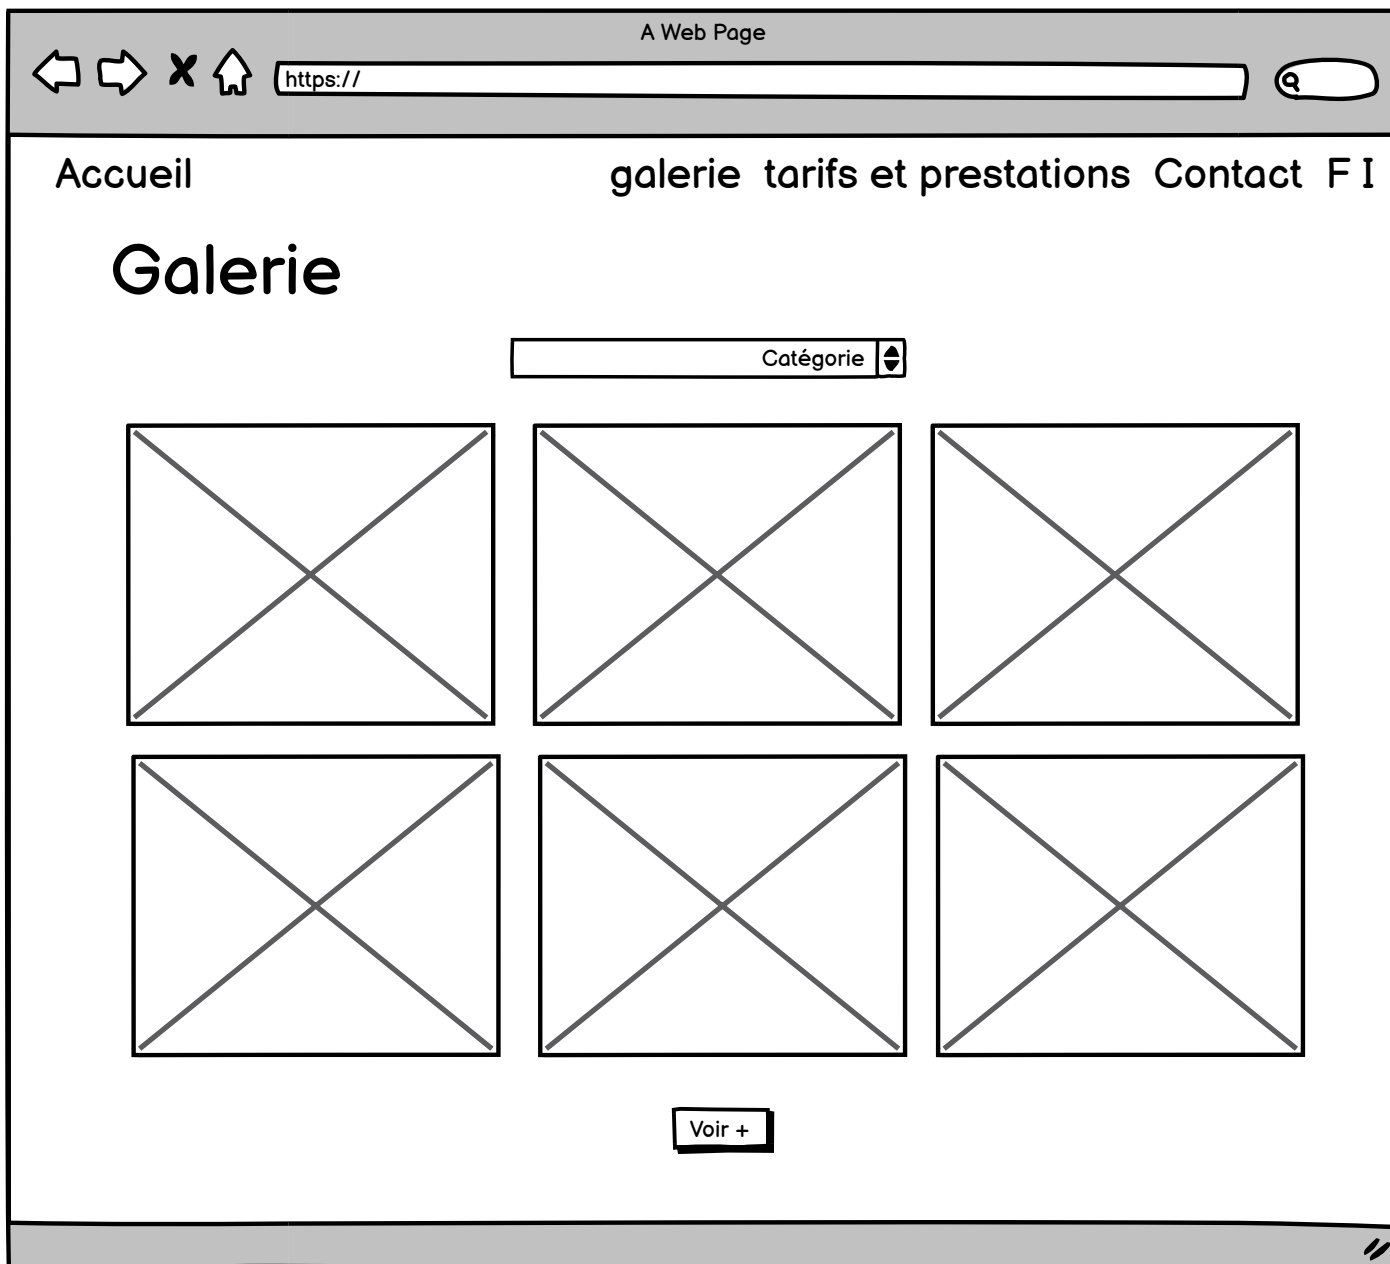 A Web Page
https://
Accueil galerie tarifs et prestations Contact F I
Galerie
Catégorie
Voir +